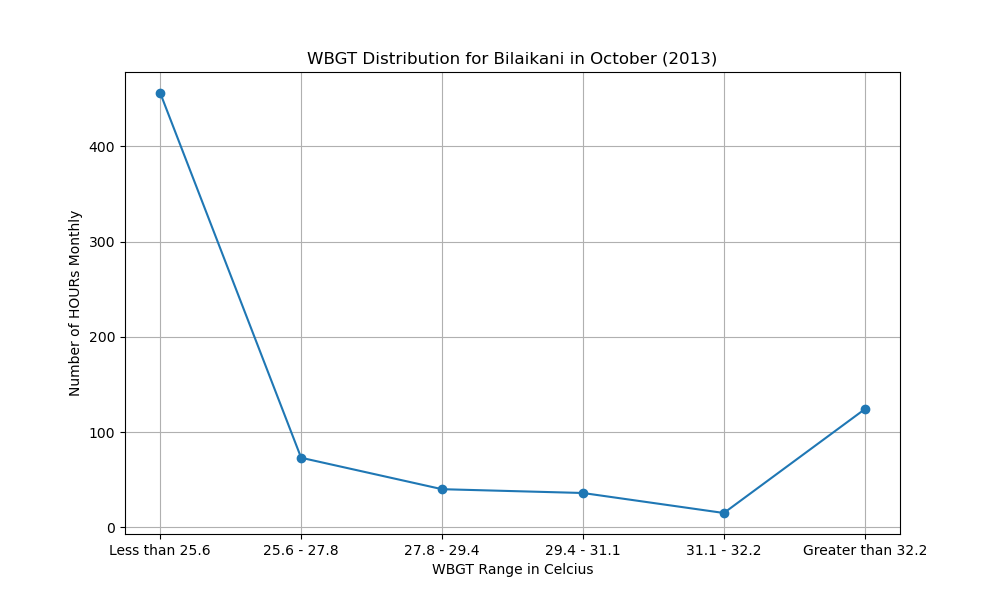 WBGT Distribution for Bilaikani in October (2013)
Number of HOURs Monthly
400
300
200
100
0
Less than 25.6
25.6 - 27.8
27.8 - 29.4
29.4 - 31.1
31.1 - 32.2
Greater than 32.2
WBGT Range in Celcius